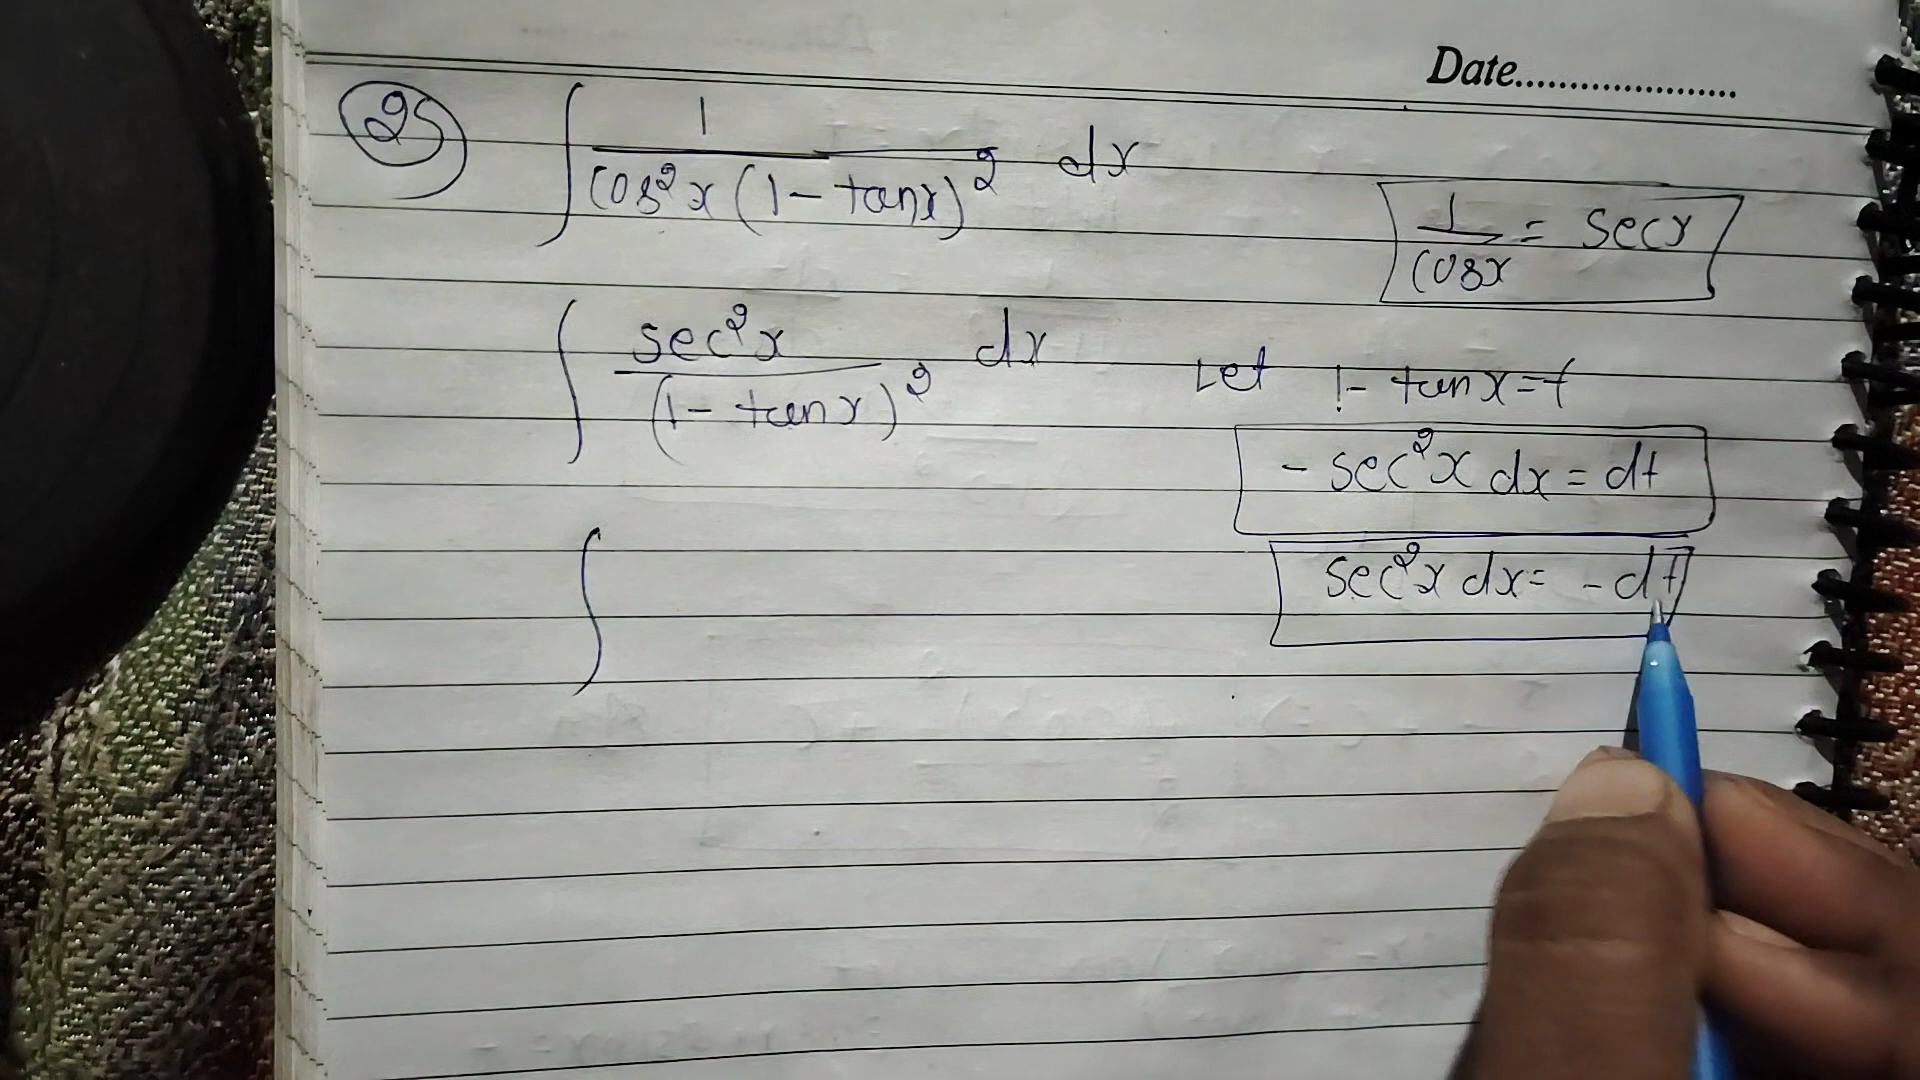 Date.....................
25 ∫ 1/(cos²x (1 - tanx)²) dx
1/cosx = secx
∫ sec²x/(1 - tanx)² dx
Let 1 - tanx = t
- sec²x dx = dt
∫
sec²x dx = - dt